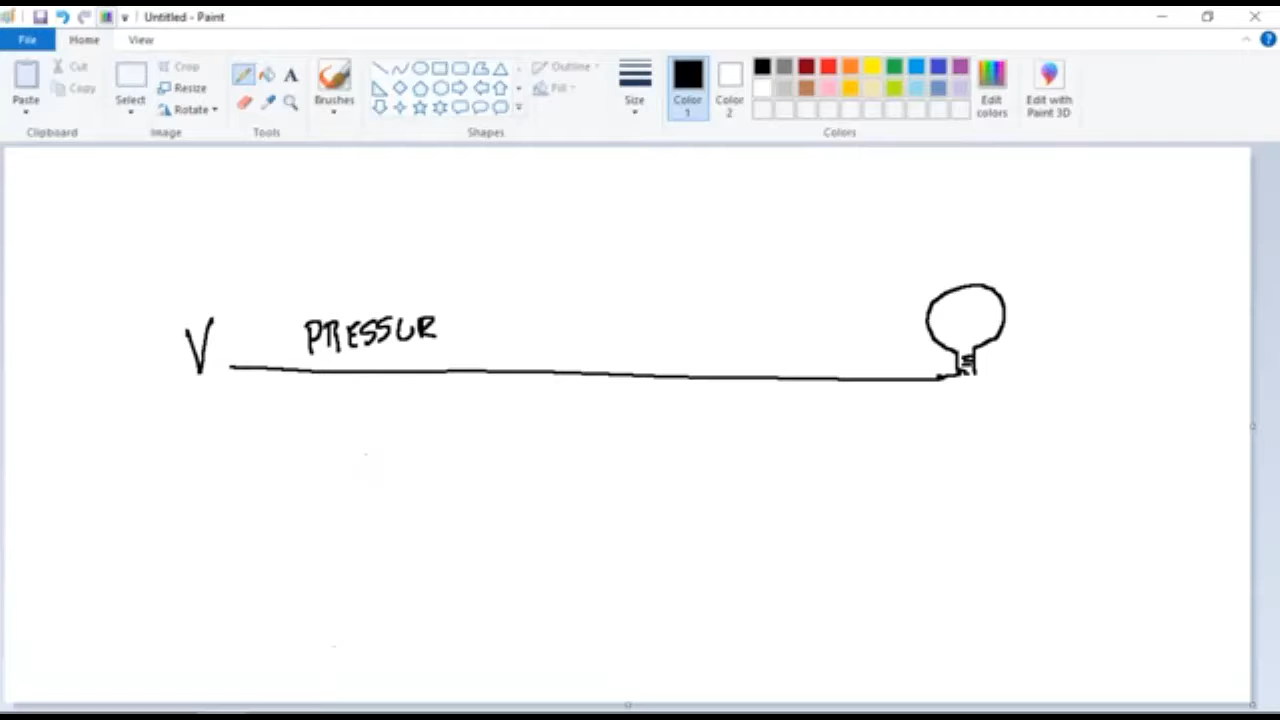 Untitled - Paint
File Home View
Paste Cut Copy Clipboard
Select Crop Resize Rotate Image
Tools
Brushes
Shapes Outline Fill
Size
Color 1 Color 2 Colors
Edit colors
Edit with Paint 3D
V PRESSUR